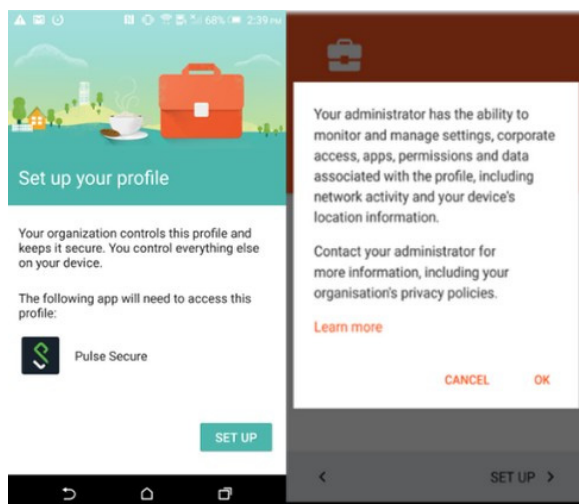 68% 2:39 PM
Set up your profile
Your organization controls this profile and
keeps it secure. You control everything else
on your device.
The following app will need to access this
profile:
Pulse Secure
SET UP
Your administrator has the ability to
monitor and manage settings, corporate
access, apps, permissions and data
associated with the profile, including
network activity and your device's
location information.
Contact your administrator for
more information, including your
organisation's privacy policies.
Learn more
CANCEL OK
SET UP